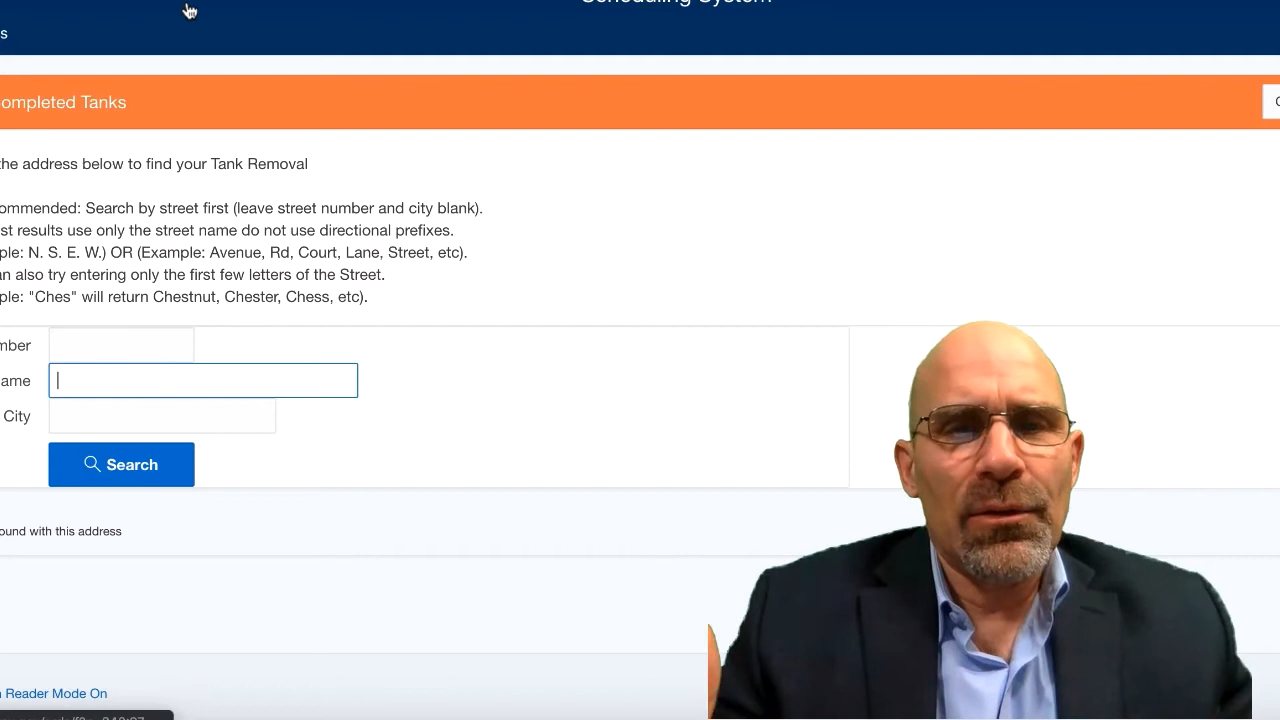 Scheduling System
s
ompleted Tanks
the address below to find your Tank Removal
ommended: Search by street first (leave street number and city blank).
st results use only the street name do not use directional prefixes.
ple: N. S. E. W.) OR (Example: Avenue, Rd, Court, Lane, Street, etc).
an also try entering only the first few letters of the Street.
ple: "Ches" will return Chestnut, Chester, Chess, etc).
mber
ame
City
Search
ound with this address
Reader Mode On